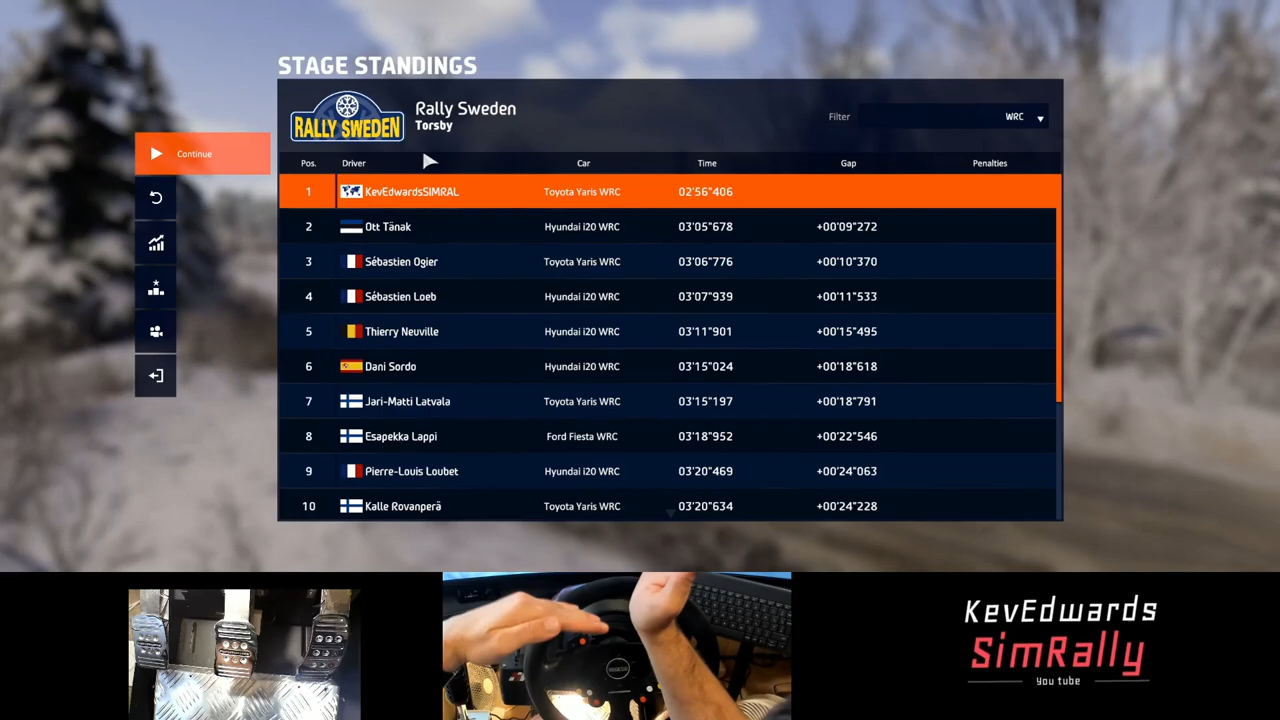 STAGE STANDINGS
RALLY SWEDEN
Rally Sweden
Torsby
Filter WRC
Continue
Pos. Driver Car Time Gap Penalties
1 KevEdwardsSIMRAL Toyota Yaris WRC 02'56"406
2 Ott Tänak Hyundai i20 WRC 03'05"678 +00'09"272
3 Sébastien Ogier Toyota Yaris WRC 03'06"776 +00'10"370
4 Sébastien Loeb Hyundai i20 WRC 03'07"939 +00'11"533
5 Thierry Neuville Hyundai i20 WRC 03'11"901 +00'15"495
6 Dani Sordo Hyundai i20 WRC 03'15"024 +00'18"618
7 Jari-Matti Latvala Toyota Yaris WRC 03'15"197 +00'18"791
8 Esapekka Lappi Ford Fiesta WRC 03'18"952 +00'22"546
9 Pierre-Louis Loubet Hyundai i20 WRC 03'20"469 +00'24"063
10 Kalle Rovanperä Toyota Yaris WRC 03'20"634 +00'24"228
KevEdwards
SimRally
You tube